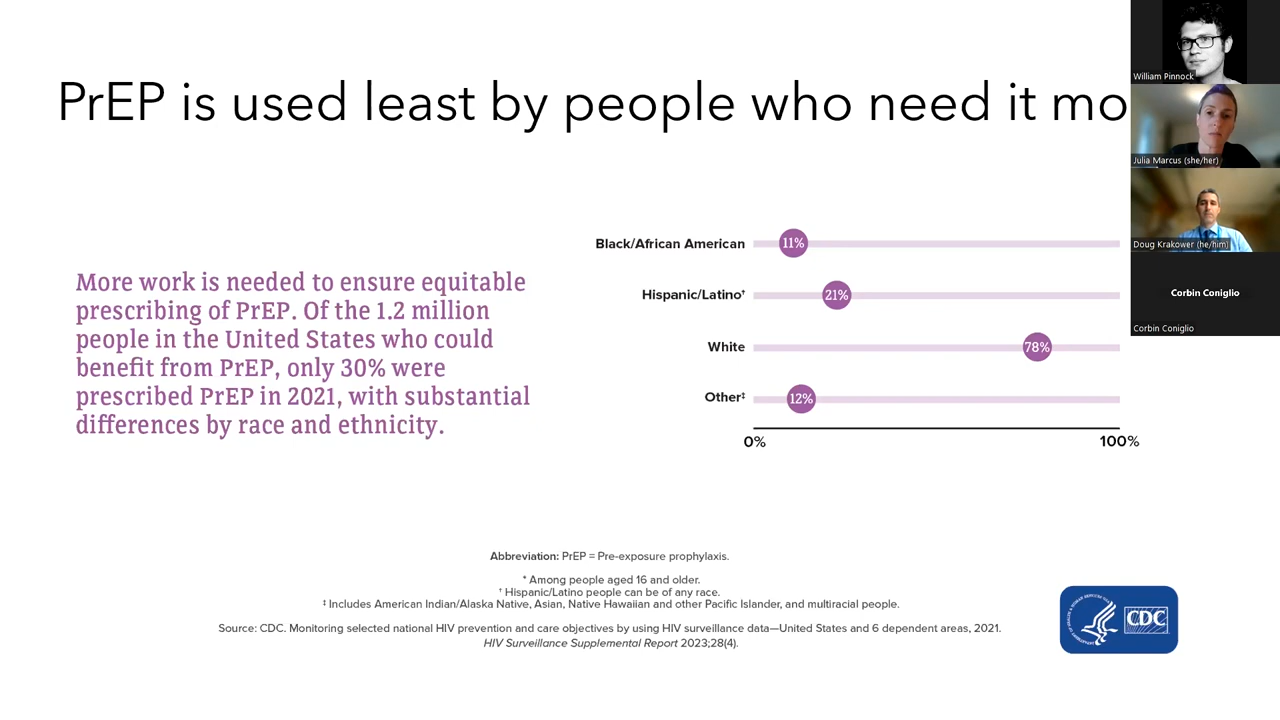 PrEP is used least by people who need it mo
More work is needed to ensure equitable
prescribing of PrEP. Of the 1.2 million
people in the United States who could
benefit from PrEP, only 30% were
prescribed PrEP in 2021, with substantial
differences by race and ethnicity.
Black/African American 11%
Hispanic/Latino† 21%
White 78%
Other‡ 12%
0% 100%
Abbreviation: PrEP = Pre-exposure prophylaxis.
* Among people aged 16 and older.
† Hispanic/Latino people can be of any race.
‡ Includes American Indian/Alaska Native, Asian, Native Hawaiian and other Pacific Islander, and multiracial people.
Source: CDC. Monitoring selected national HIV prevention and care objectives by using HIV surveillance data—United States and 6 dependent areas, 2021.
HIV Surveillance Supplemental Report 2023;28(4).
CDC
William Pinnock
Julia Marcus (she/her)
Doug Krakower (he/him)
Corbin Coniglio
Corbin Coniglio